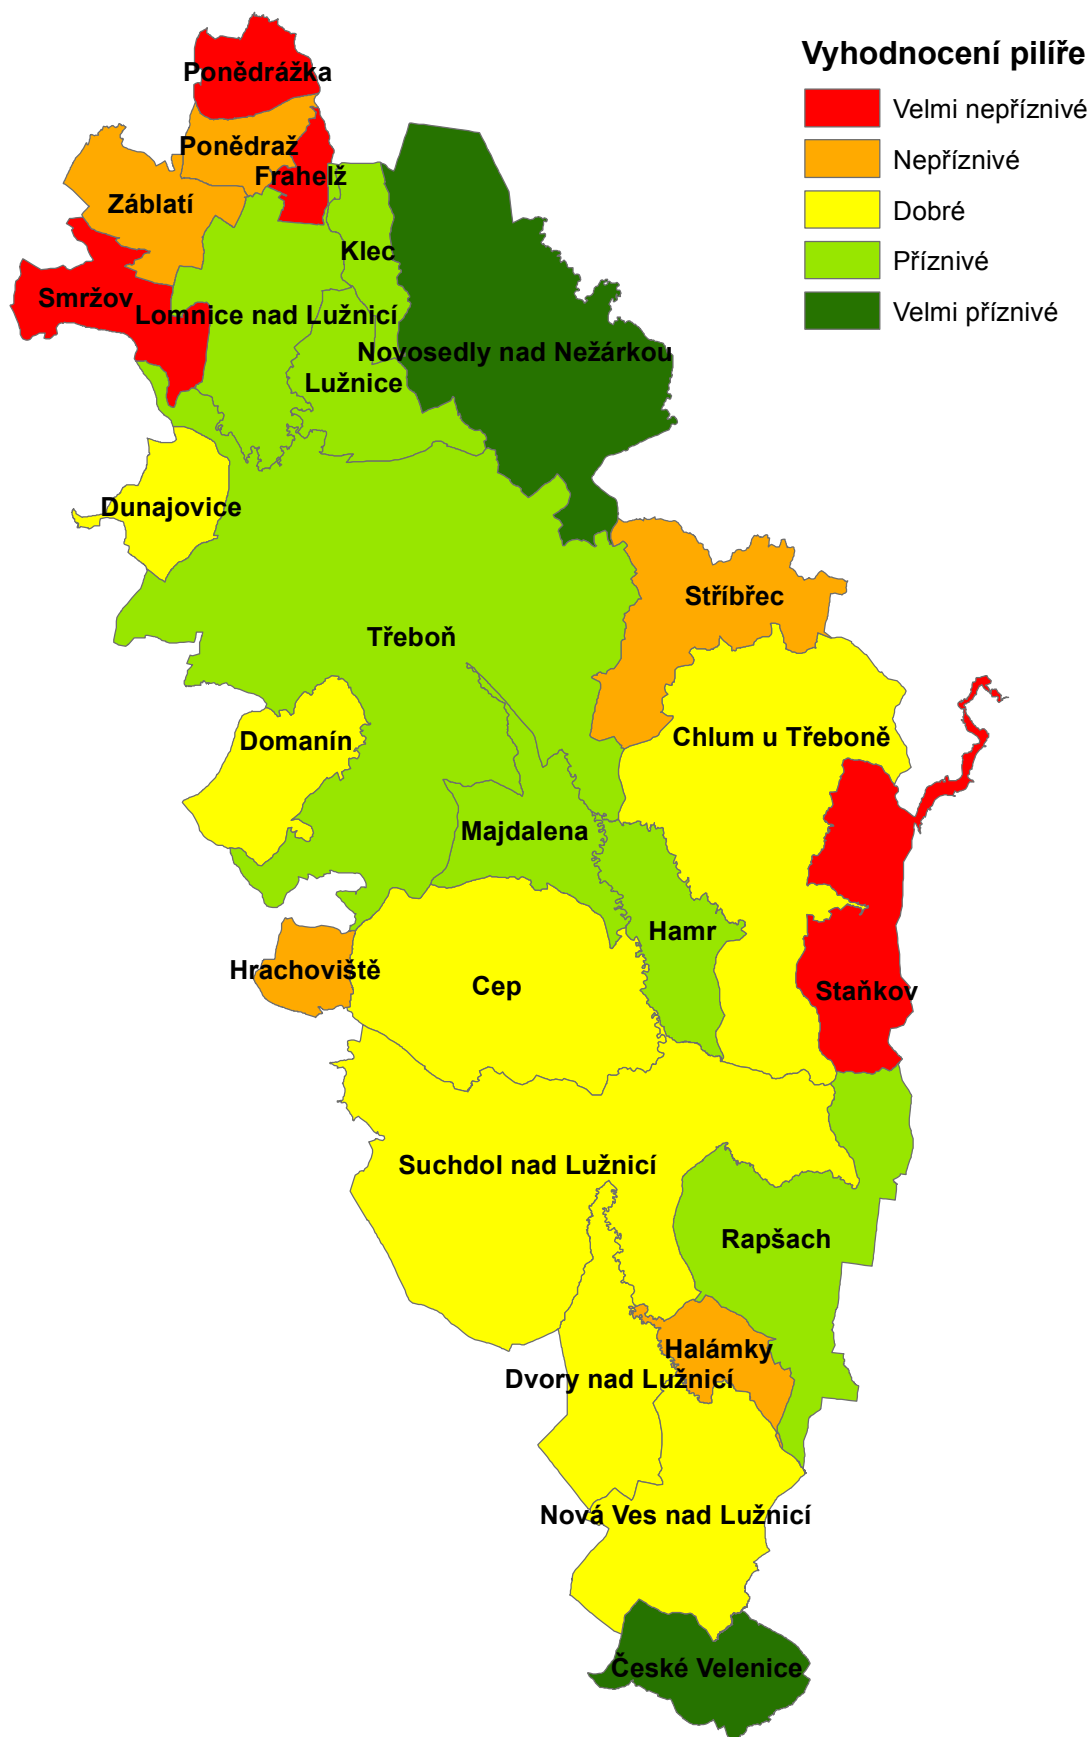 Vyhodnocení pilíře
Velmi nepříznivé
Nepříznivé
Dobré
Příznivé
Velmi příznivé
Ponědrážka
Ponědraž
Frahelž
Záblatí
Klec
Smržov
Lomnice nad Lužnicí
Novosedly nad Nežárkou
Lužnice
Dunajovice
Stříbřec
Třeboň
Chlum u Třeboně
Domanín
Majdalena
Hamr
Hrachoviště
Cep
Staňkov
Suchdol nad Lužnicí
Rapšach
Halámky
Dvory nad Lužnicí
Nová Ves nad Lužnicí
České Velenice